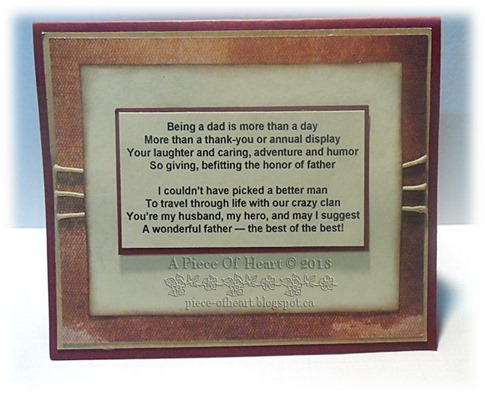 Being a dad is more than a day
More than a thank-you or annual display
Your laughter and caring, adventure and humor
So giving, befitting the honor of father
I couldn't have picked a better man
To travel through life with our crazy clan
You're my husband, my hero, and may I suggest
A wonderful father — the best of the best!
A Piece Of Heart © 2013
piece-ofheart.blogspot.ca